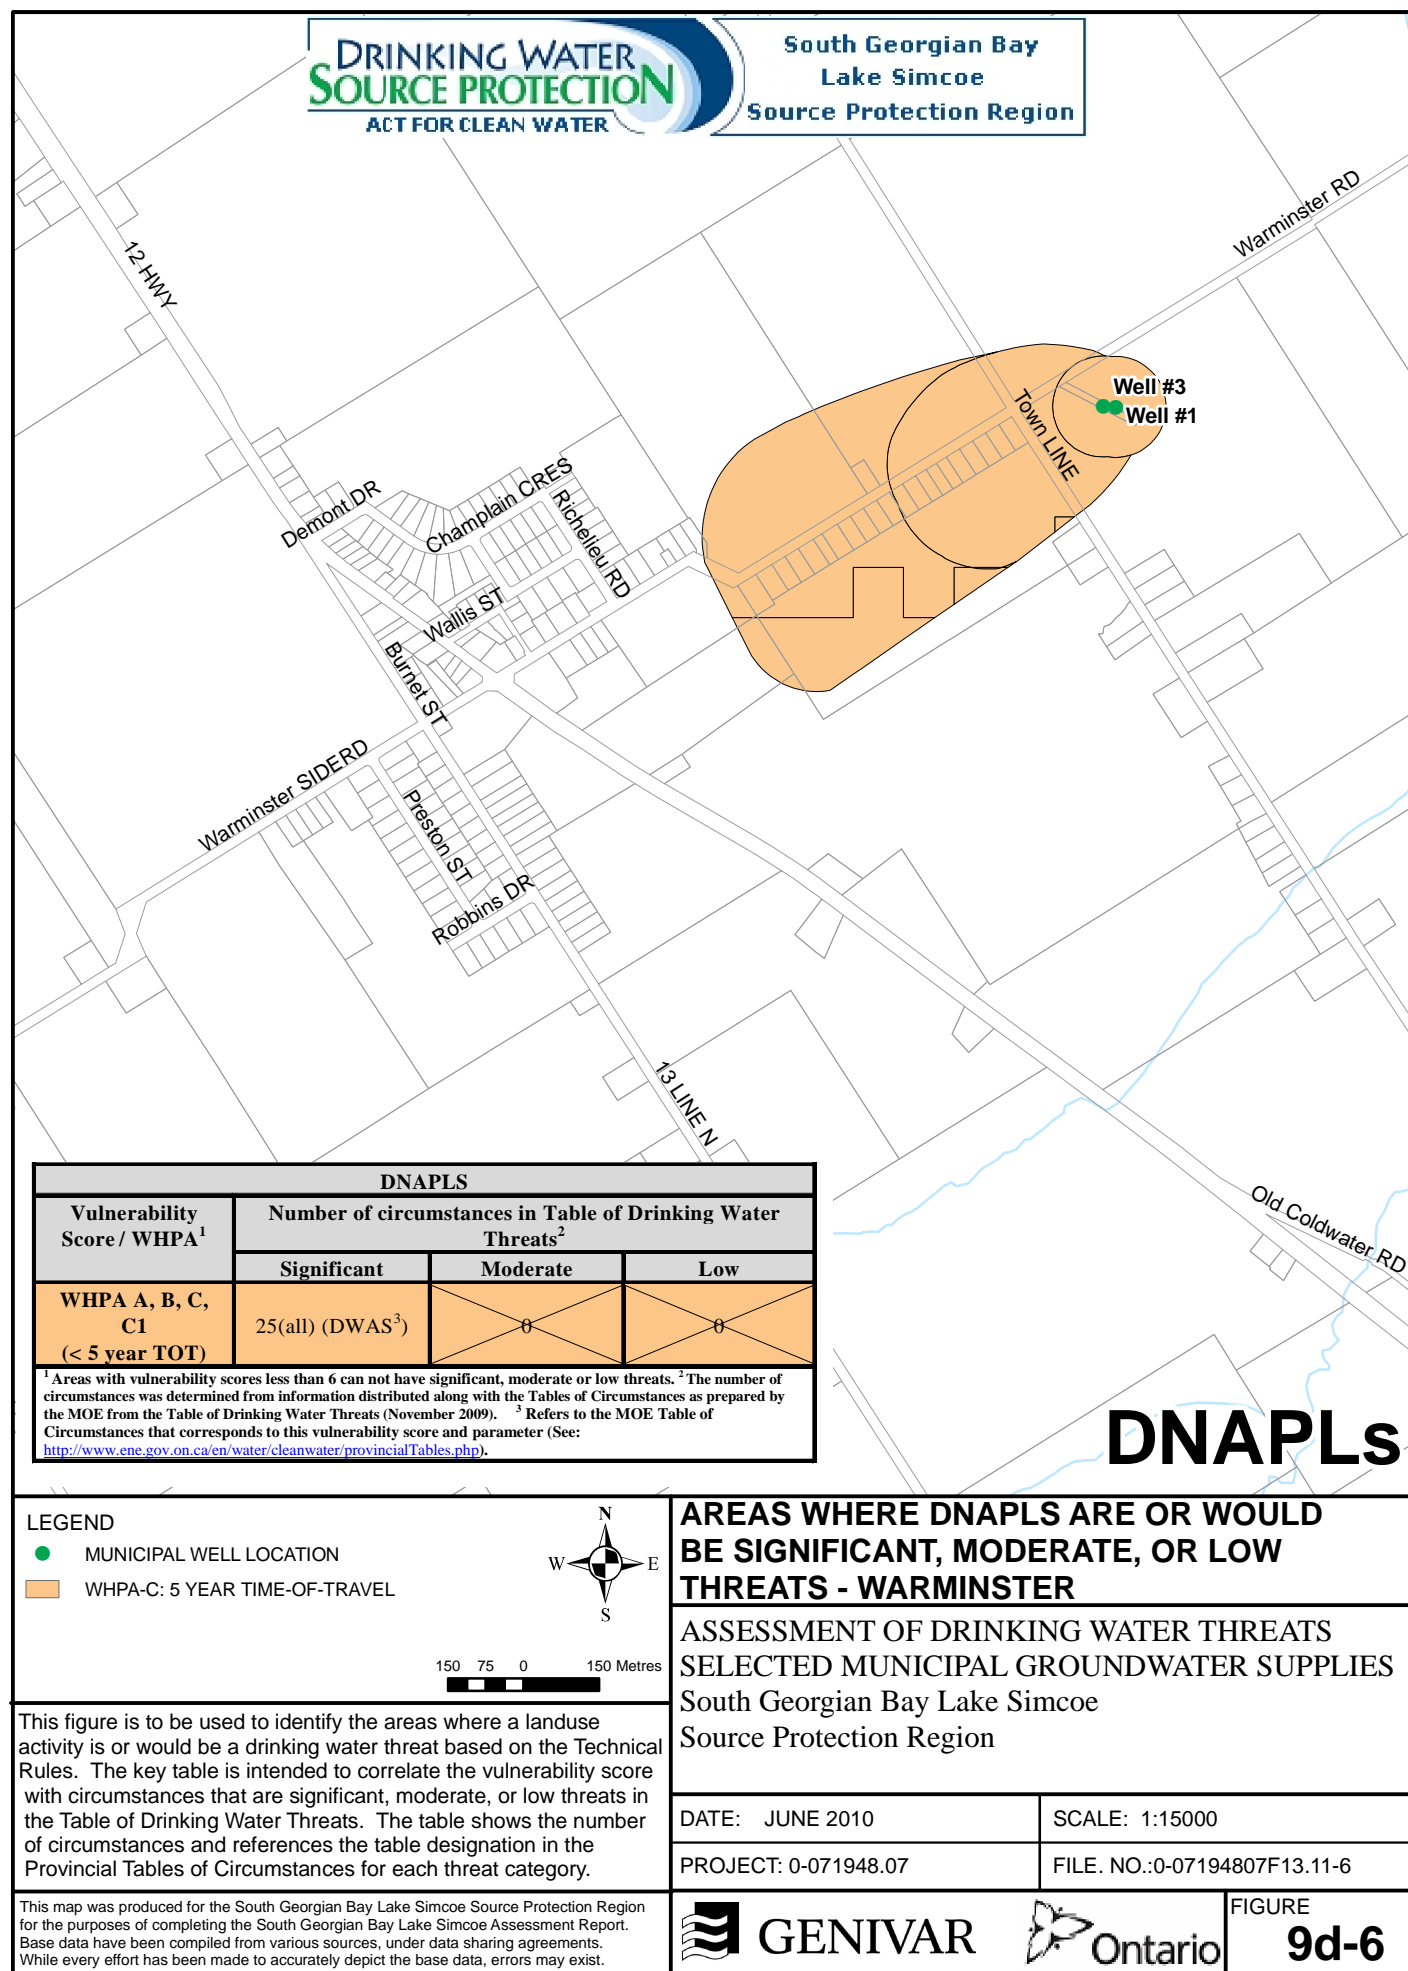 DRINKING WATER
SOURCE PROTECTION
ACT FOR CLEAN WATER
South Georgian Bay
Lake Simcoe
Source Protection Region
Warminster RD
12 HWY
Well #3
Well #1
Town LINE
Demont DR
Champlain CRES
Richelieu RD
Wallis ST
Burnet ST
Warminster SIDERD
Preston ST
Robbins DR
13 LINE N
Old Coldwater RD
DNAPLS
Vulnerability
Score / WHPA1
Number of circumstances in Table of Drinking Water
Threats2
Significant
Moderate
Low
WHPA A, B, C,
C1
(< 5 year TOT)
25(all) (DWAS3)
0
0
1 Areas with vulnerability scores less than 6 can not have significant, moderate or low threats. 2 The number of
circumstances was determined from information distributed along with the Tables of Circumstances as prepared by
the MOE from the Table of Drinking Water Threats (November 2009). 3 Refers to the MOE Table of
Circumstances that corresponds to this vulnerability score and parameter (See:
http://www.ene.gov.on.ca/en/water/cleanwater/provincialTables.php).
DNAPLs
LEGEND
MUNICIPAL WELL LOCATION
WHPA-C: 5 YEAR TIME-OF-TRAVEL
N
W
E
S
150 75 0 150 Metres
AREAS WHERE DNAPLS ARE OR WOULD
BE SIGNIFICANT, MODERATE, OR LOW
THREATS - WARMINSTER
ASSESSMENT OF DRINKING WATER THREATS
SELECTED MUNICIPAL GROUNDWATER SUPPLIES
South Georgian Bay Lake Simcoe
Source Protection Region
This figure is to be used to identify the areas where a landuse
activity is or would be a drinking water threat based on the Technical
Rules. The key table is intended to correlate the vulnerability score
with circumstances that are significant, moderate, or low threats in
the Table of Drinking Water Threats. The table shows the number
of circumstances and references the table designation in the
Provincial Tables of Circumstances for each threat category.
DATE: JUNE 2010
SCALE: 1:15000
PROJECT: 0-071948.07
FILE. NO.:0-07194807F13.11-6
This map was produced for the South Georgian Bay Lake Simcoe Source Protection Region
for the purposes of completing the South Georgian Bay Lake Simcoe Assessment Report.
Base data have been compiled from various sources, under data sharing agreements.
While every effort has been made to accurately depict the base data, errors may exist.
GENIVAR
Ontario
FIGURE
9d-6